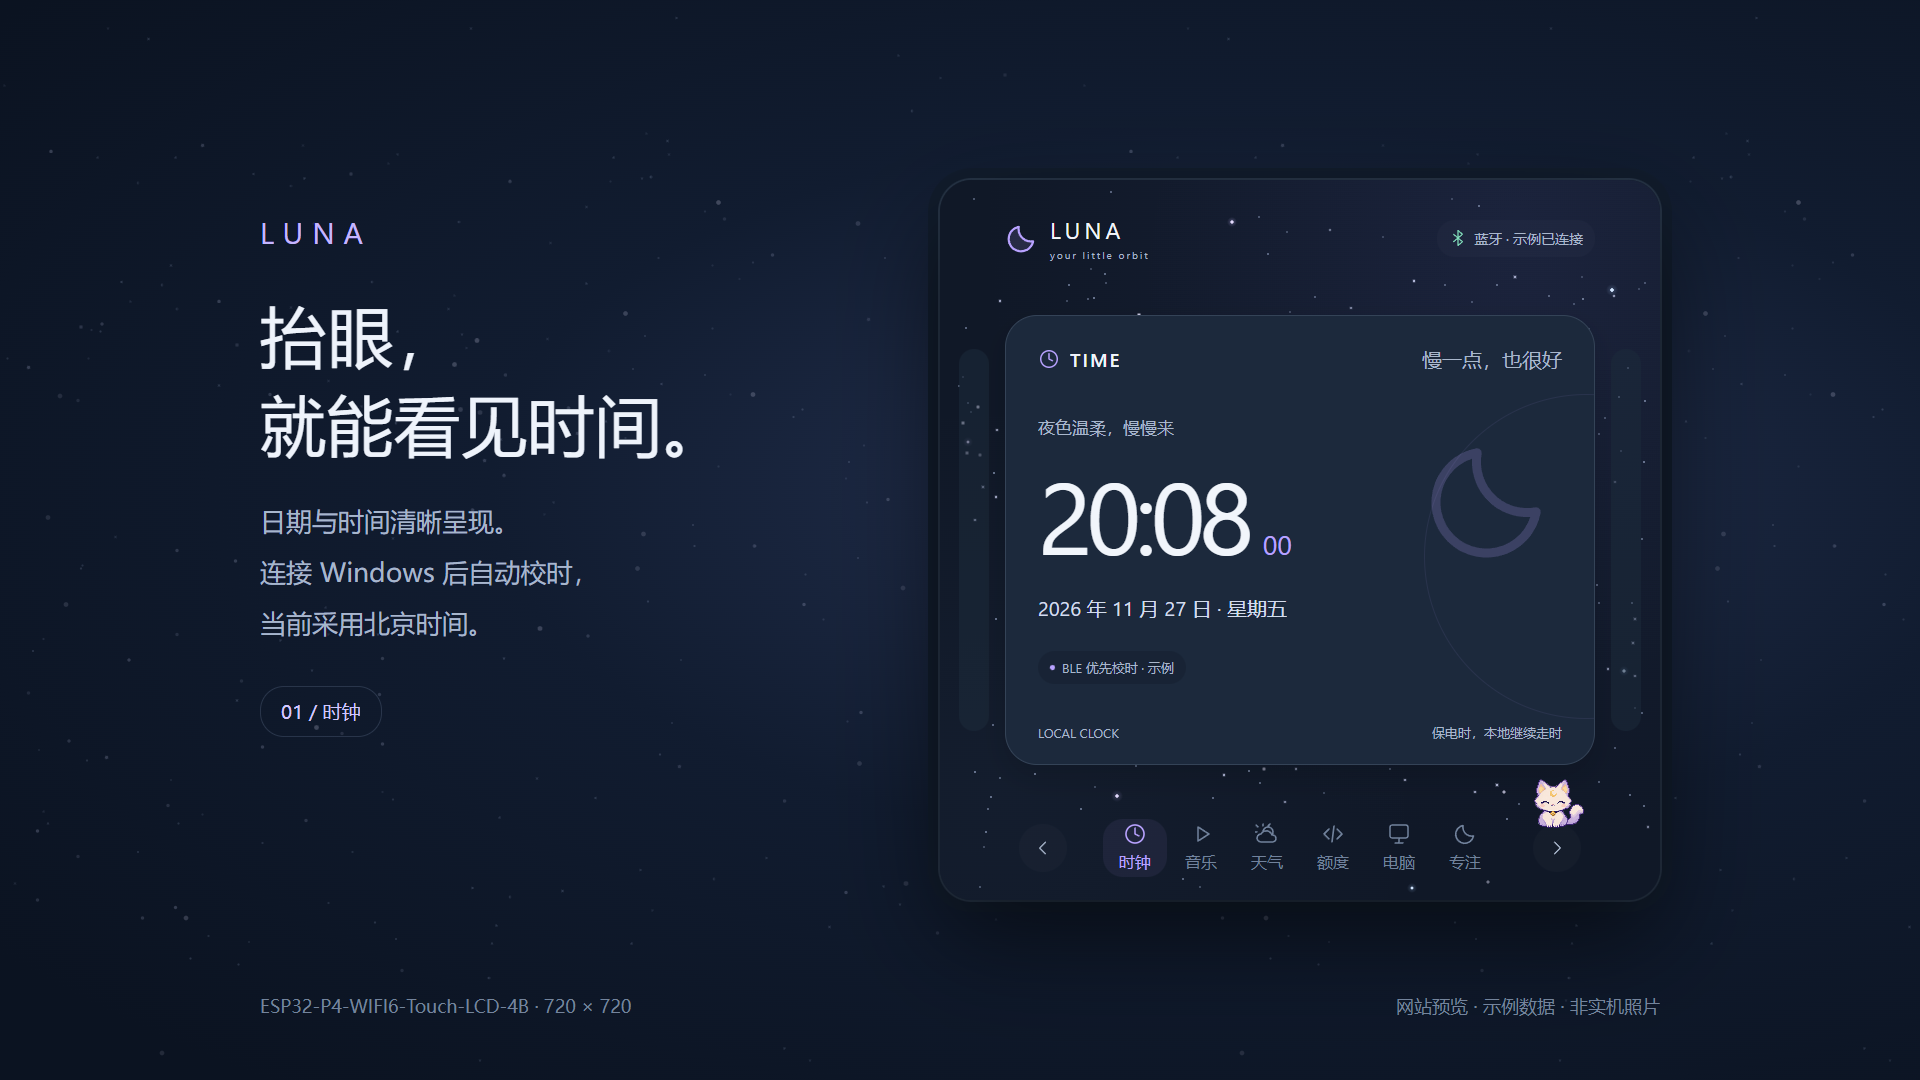 LUNA
抬眼，
就能看见时间。
日期与时间清晰呈现。
连接 Windows 后自动校时，
当前采用北京时间。
01 / 时钟
LUNA
your little orbit
蓝牙 · 示例已连接
TIME
慢一点，也很好
夜色温柔，慢慢来
20:08 00
2026 年 11 月 27 日 · 星期五
BLE 优先校时 · 示例
LOCAL CLOCK
保电时，本地继续走时
时钟
音乐
天气
额度
电脑
专注
ESP32-P4-WIFI6-Touch-LCD-4B · 720 × 720
网站预览 · 示例数据 · 非实机照片